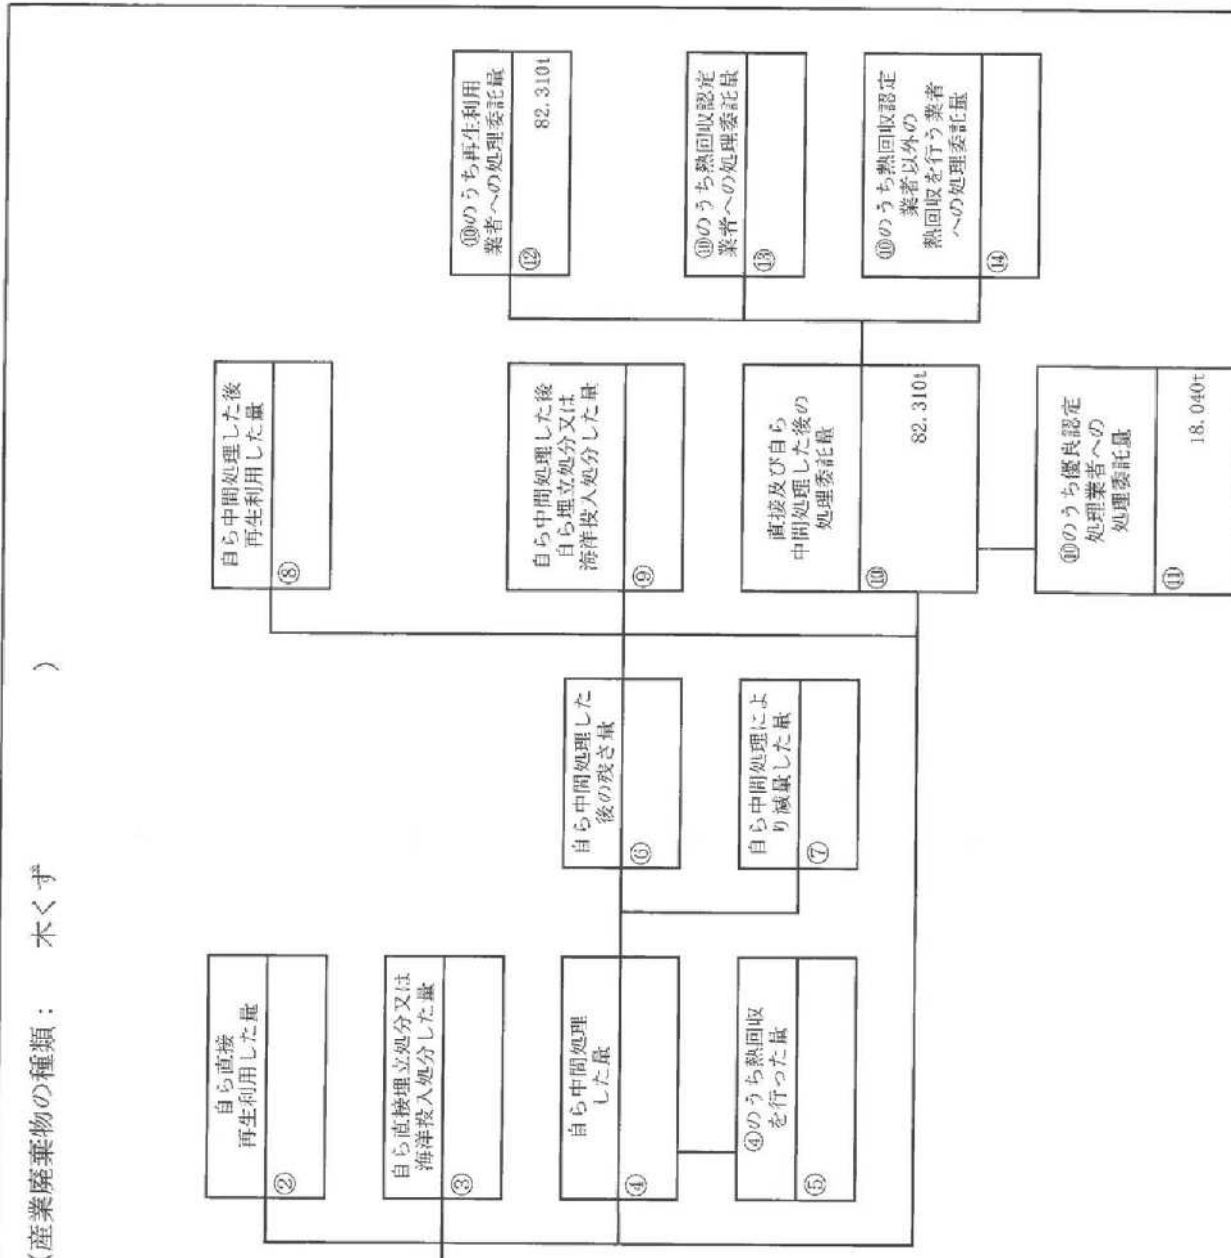 (産業廃棄物の種類： 木くず )
自ら直接
再生利用した量
②
自ら直接埋立処分又は
海洋投入処分した量
③
自ら中間処理
した量
④
④のうち熱回収
を行った量
⑤
自ら中間処理した
後の残さ量
⑥
自ら中間処理によ
り減量した量
⑦
自ら中間処理した後
再生利用した量
⑧
自ら中間処理した後
自ら埋立処分又は
海洋投入処分した量
⑨
直接及び自ら
中間処理した後の
処理委託量
⑩
82.310t
⑩のうち優良認定
処理業者への
処理委託量
⑪
18.040t
⑩のうち再生利用
業者への処理委託量
⑫
82.310t
⑩のうち熱回収認定
業者への処理委託量
⑬
⑩のうち熱回収認定
業者以外の
熱回収を行う業者
への処理委託量
⑭